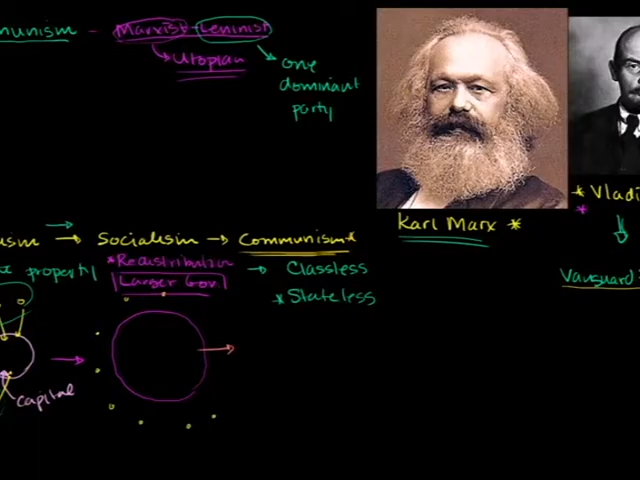 munism - Marxist-Leninist
Utopian
one
dominant
party
Karl Marx *
* Vladi
*
Vanguard
ism → Socialism → Communism*
property
* Redistribution
Larger Gov.
→ Classless
* Stateless
capital